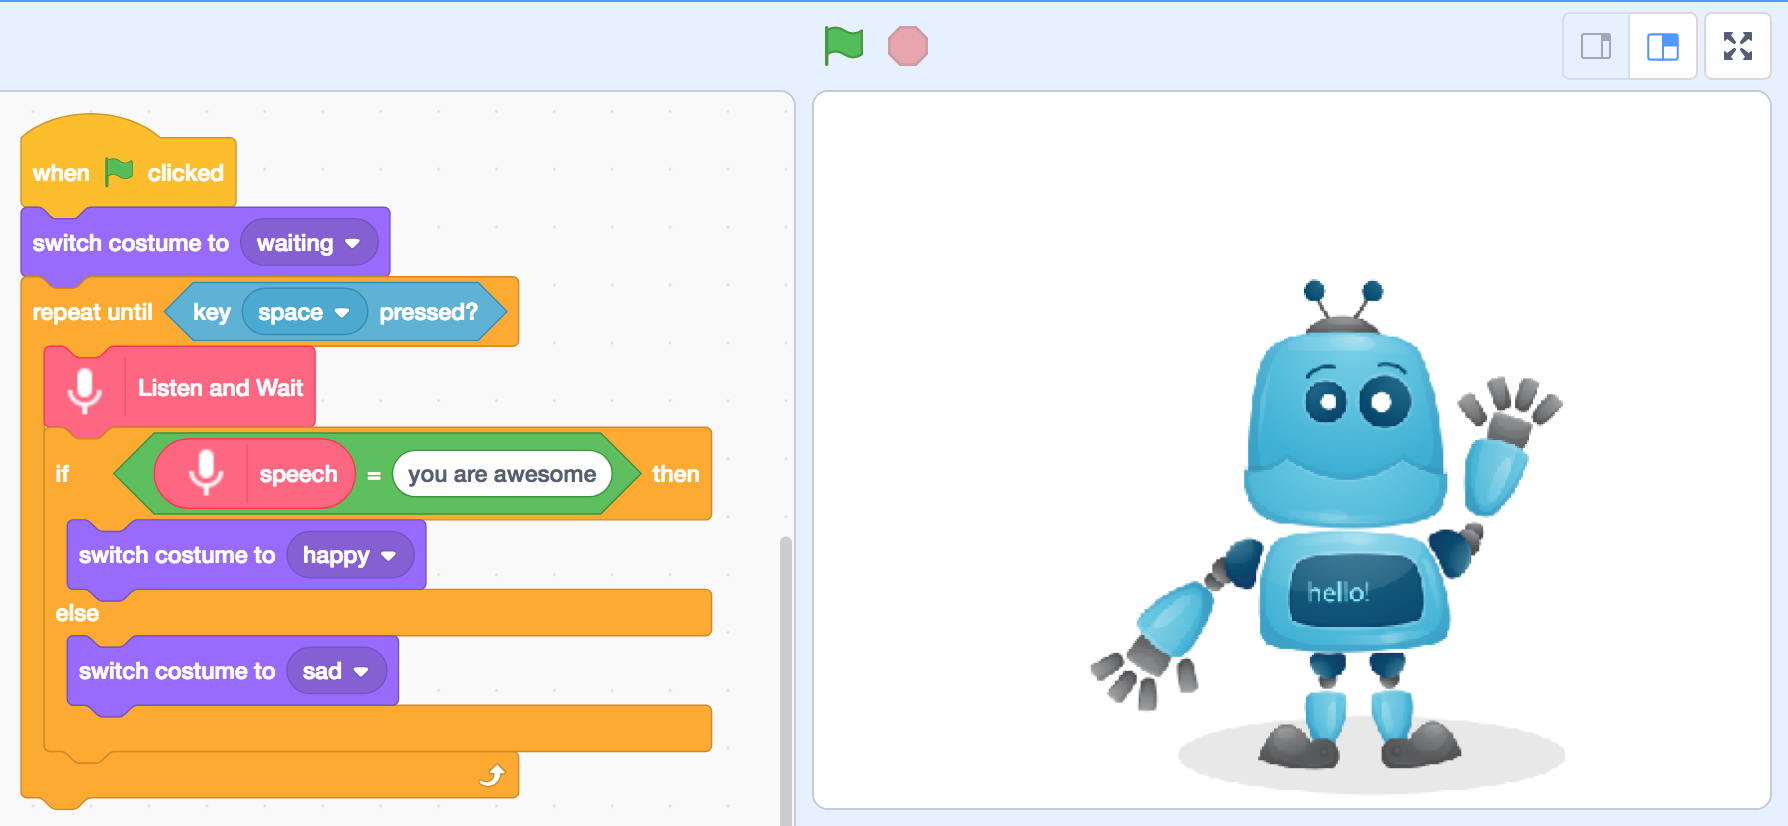 when clicked
switch costume to waiting
repeat until key space pressed?
Listen and Wait
if speech = you are awesome then
switch costume to happy
else
switch costume to sad
hello!